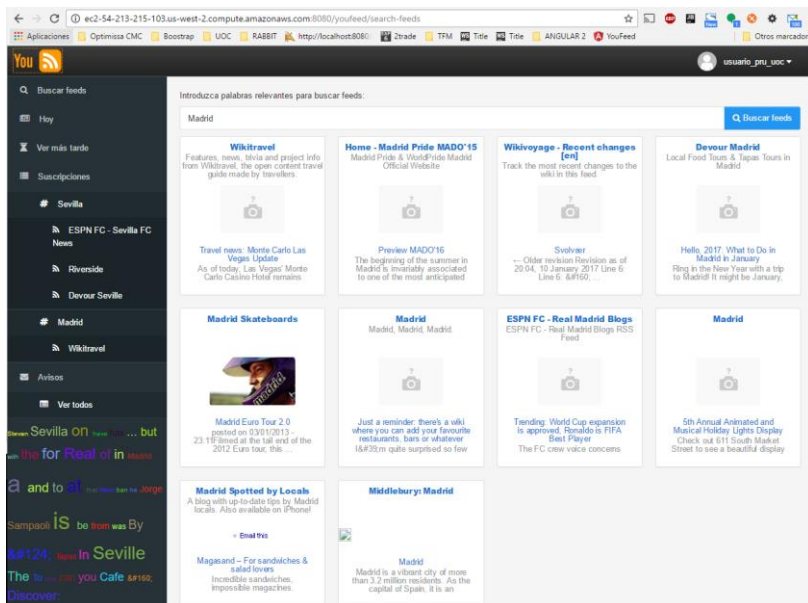 ec2-54-213-215-103.us-west-2.compute.amazonaws.com:8080/youfeed/search-feeds
Aplicaciones Optimissa CMC Boostrap UOC RABBIT http://localhost:8080 2trade TFM Title Title ANGULAR 2 YouFeed Otros marcador
You
usuario_pru_uoc
Buscar feeds
Hoy
Ver más tarde
Suscripciones
# Sevilla
ESPN FC - Sevilla FC
News
Riverside
Devour Seville
# Madrid
Wikitravel
Avisos
Ver todos
Steven Sevilla on here ... but
with the for Real of in Madrid
a and to at ban he Jorge
Sampaoli is be from was By
&#124; In Seville
The to can you Cafe &#160;
Discover:
Introduzca palabras relevantes para buscar feeds:
Madrid
Buscar feeds
Wikitravel
Features, news, trivia and project info
from Wikitravel, the open content travel
guide made by travellers.
Travel news: Monte Carlo Las
Vegas Update
As of today, Las Vegas' Monte
Carlo Casino Hotel remains
Home - Madrid Pride MADO'15
Madrid Pride & WorldPride Madrid
Official Website
Preview MADO'16
The beginning of the summer in
Madrid is invariably associated
to one of the most anticipated
Wikivoyage - Recent changes
[en]
Track the most recent changes to the
wiki in this feed.
Svolvær
← Older revision Revision as of
20:04, 10 January 2017 Line 6:
Line 6: &#160; ...
Devour Madrid
Local Food Tours & Tapas Tours in
Madrid
Hello, 2017. What to Do in
Madrid in January
Ring in the New Year with a trip
to Madrid! It might be January,
Madrid Skateboards
madrid
Madrid Euro Tour 2.0
posted on 03/01/2013 -
23:11Filmed at the tail end of the
2012 Euro tour, this ...
Madrid
Madrid, Madrid, Madrid.
Just a reminder: there's a wiki
where you can add your favourite
restaurants, bars or whatever
I&#39;m quite surprised so few
ESPN FC - Real Madrid Blogs
ESPN FC - Real Madrid Blogs RSS
Feed
Trending: World Cup expansion
is approved, Ronaldo is FIFA
Best Player
The FC crew voice concerns
Madrid
5th Annual Animated and
Musical Holiday Lights Display
Check out 611 South Market
Street to see a beautiful display
Madrid Spotted by Locals
A blog with up-to-date tips by Madrid
locals. Also available on iPhone!
+ Email this
Magasand – For sandwiches &
salad lovers
Incredible sandwiches,
impossible magazines.
Middlebury: Madrid
Madrid
Madrid is a vibrant city of more
than 3.2 million residents. As the
capital of Spain, it is an